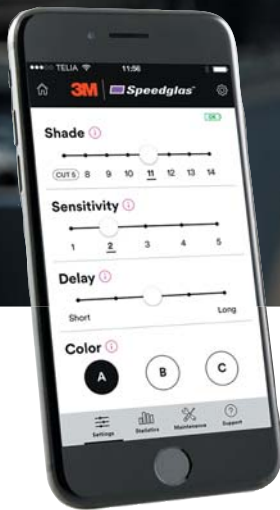 TELIA 11:56
3M Speedglas
OK
Shade i
CUT 5 8 9 10 11 12 13 14
Sensitivity i
1 2 3 4 5
Delay i
Short Long
Color i
A B C
Settings Statistics Maintenance Support